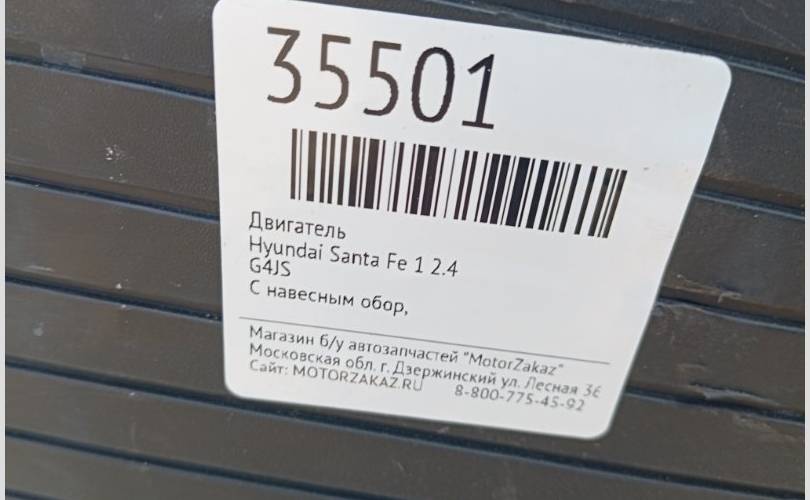 35501
Двигатель
Hyundai Santa Fe 1 2.4
G4JS
С навесным обор,
Магазин б/у автозапчастей "MotorZakaz"
Московская обл. г. Дзержинский ул. Лесная 36
Сайт: MOTORZAKAZ.RU 8-800-775-45-92